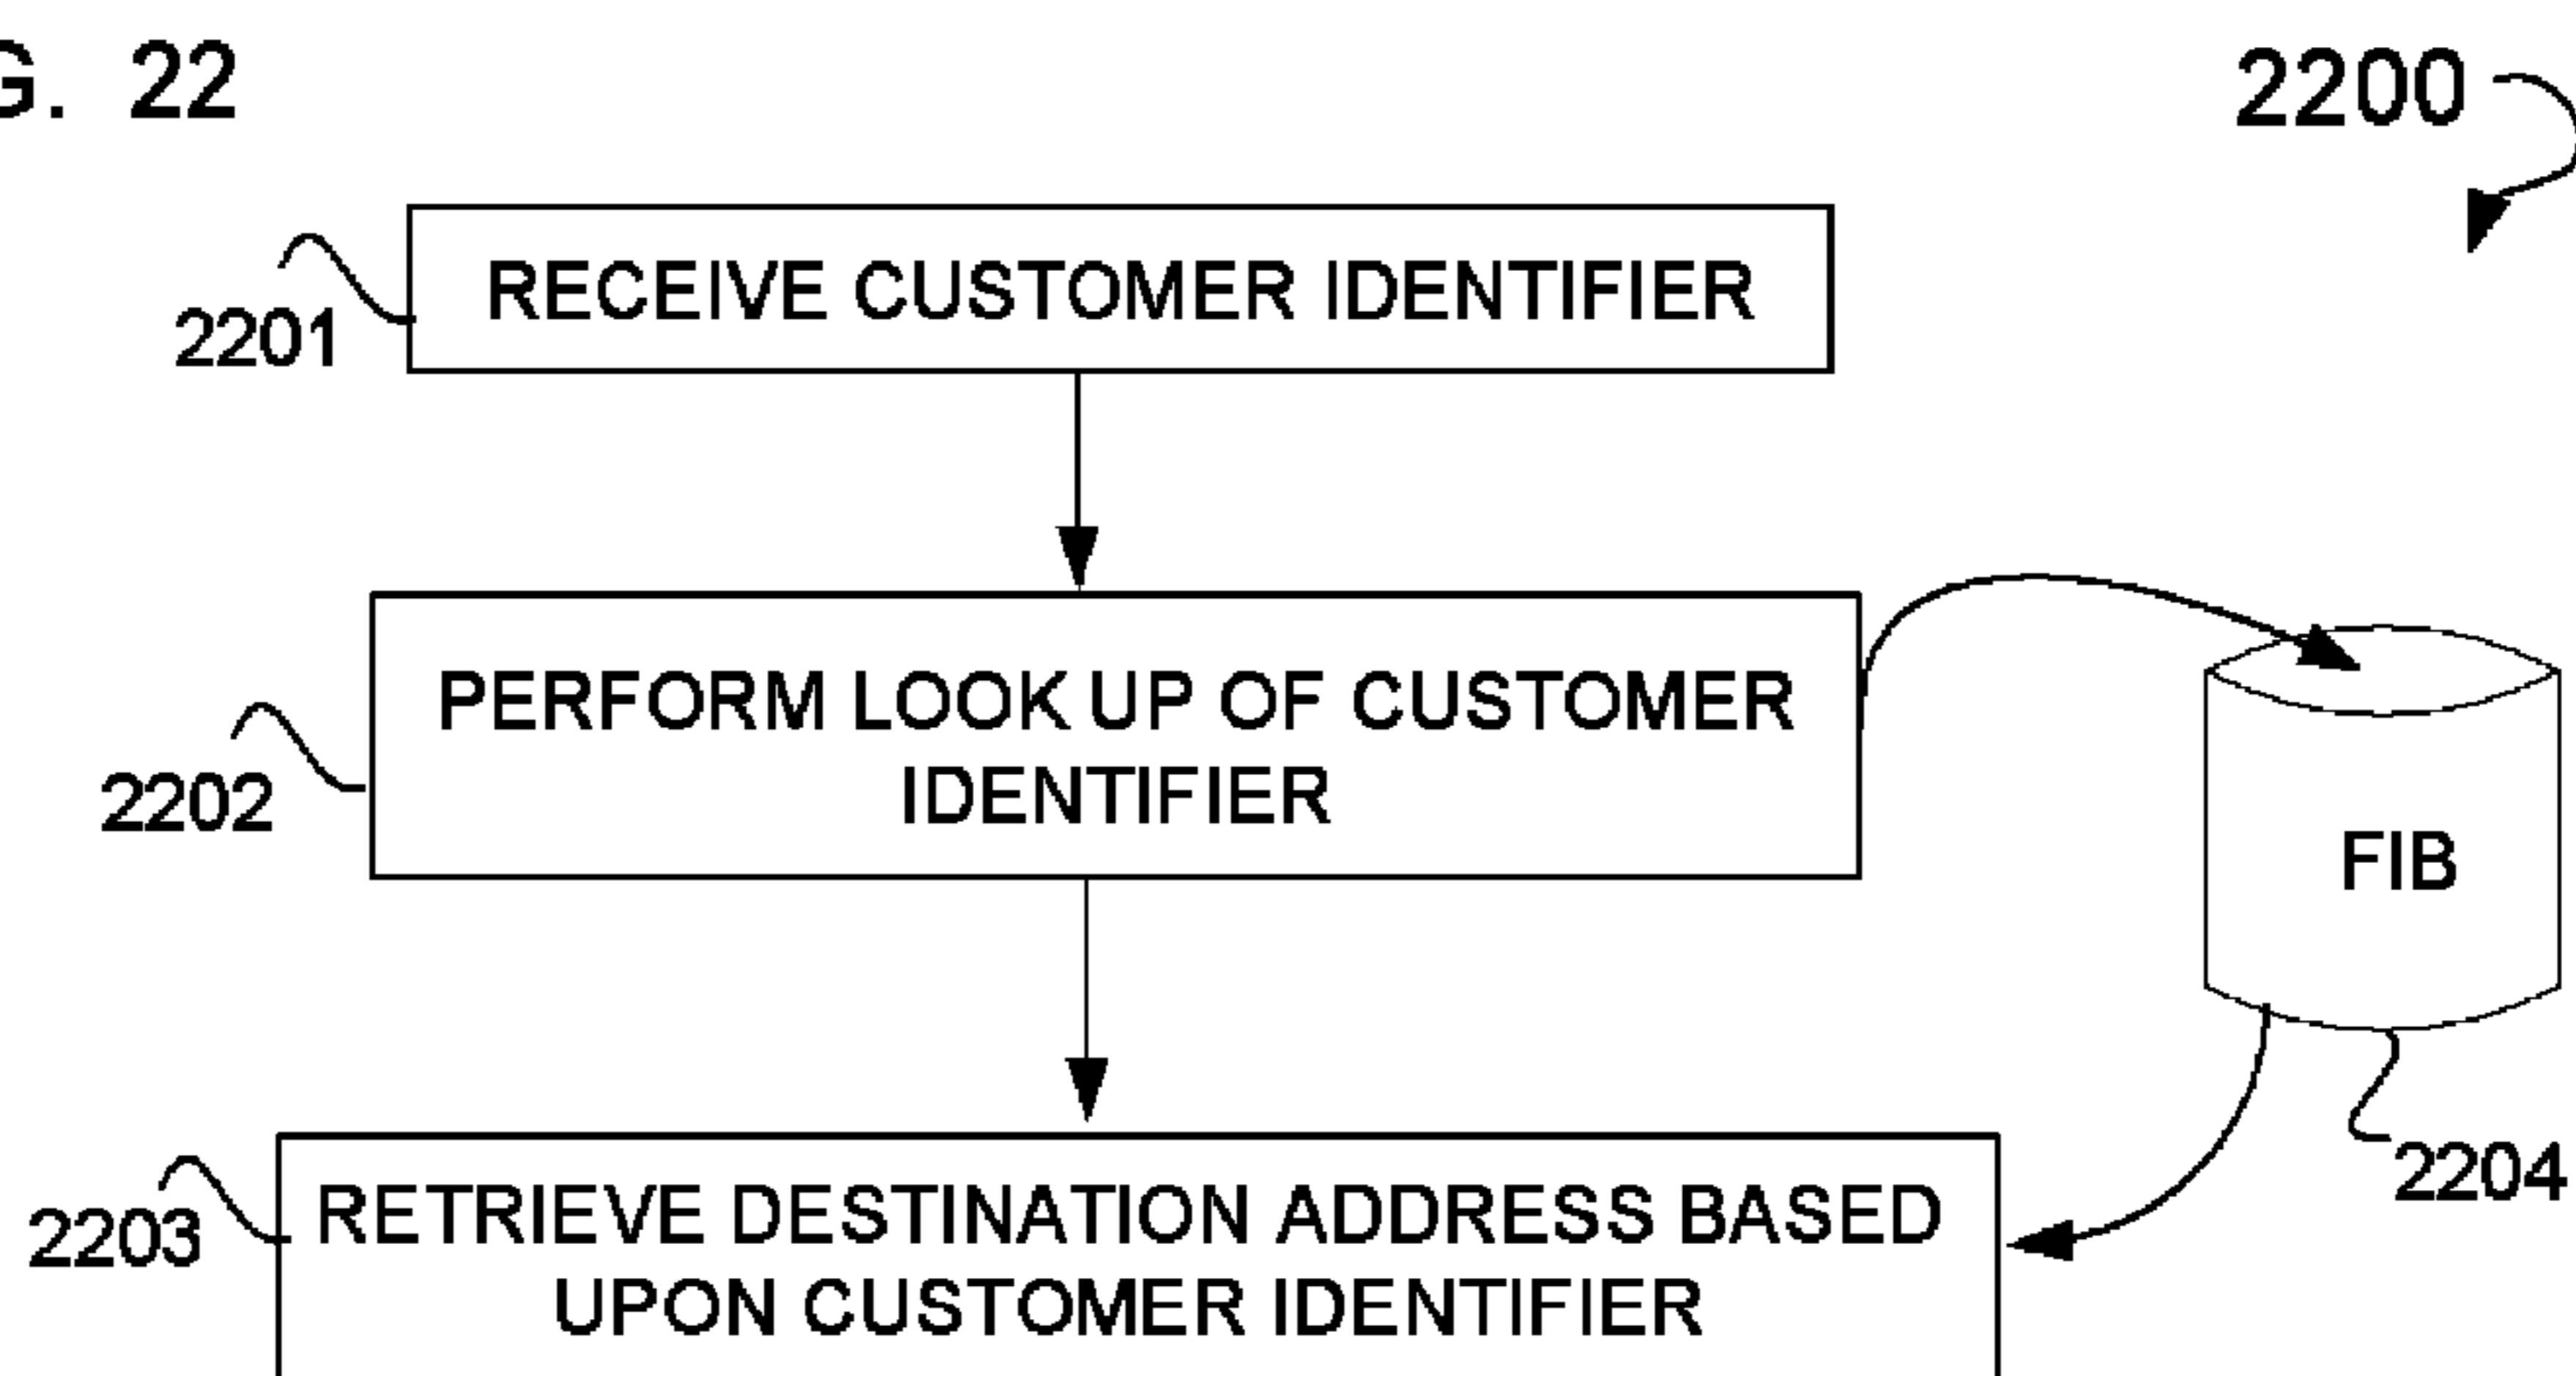 G. 22
2200
RECEIVE CUSTOMER IDENTIFIER
2201
PERFORM LOOK UP OF CUSTOMER
IDENTIFIER
2202
FIB
2204
RETRIEVE DESTINATION ADDRESS BASED
UPON CUSTOMER IDENTIFIER
2203